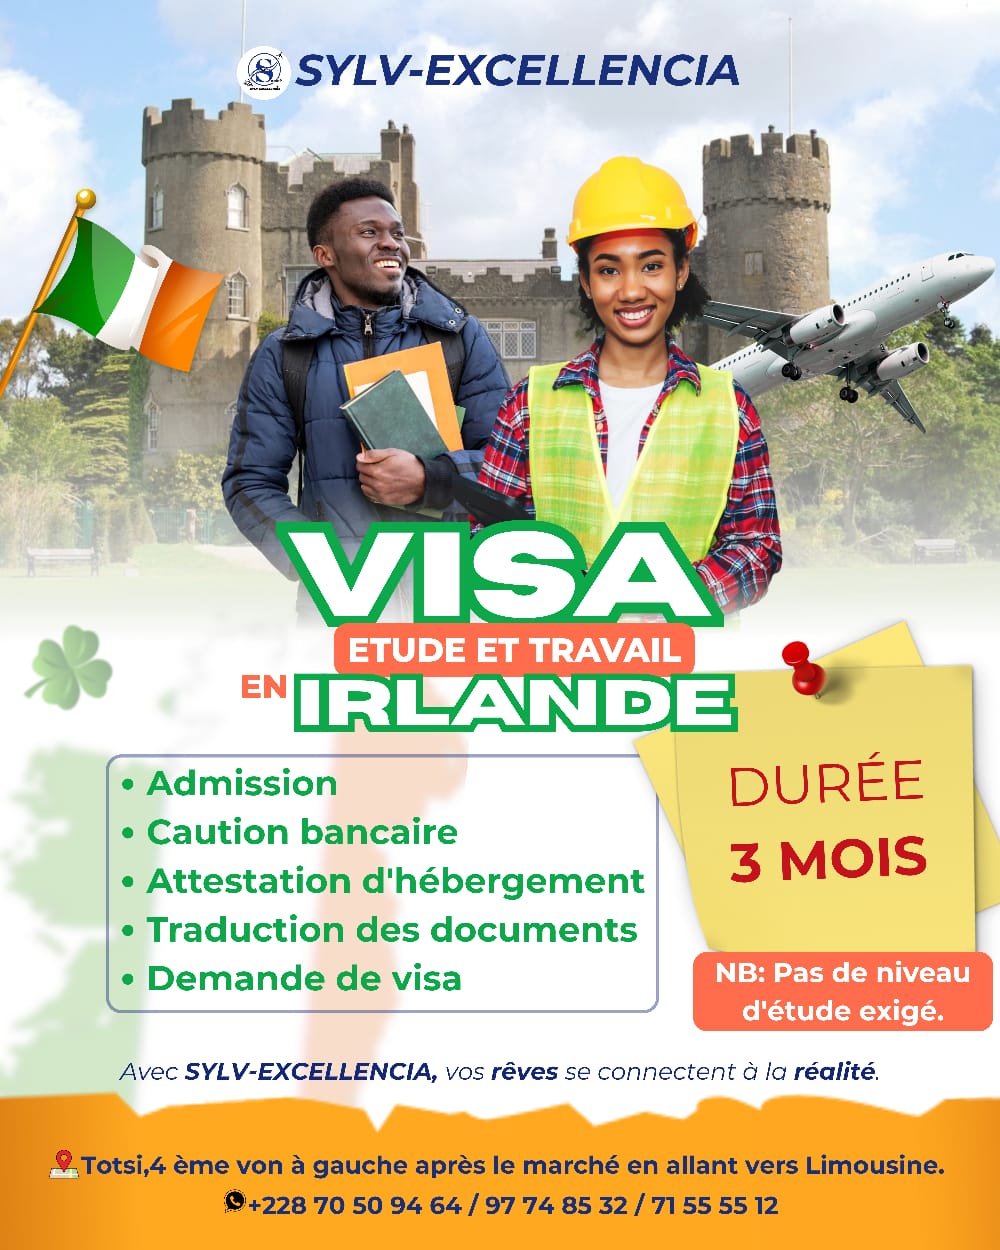 SYLV-EXCELLENCIA
VISA
ETUDE ET TRAVAIL
EN IRLANDE
• Admission
• Caution bancaire
• Attestation d'hébergement
• Traduction des documents
• Demande de visa
DURÉE
3 MOIS
NB: Pas de niveau
d'étude exigé.
Avec SYLV-EXCELLENCIA, vos rêves se connectent à la réalité.
Totsi,4 ème von à gauche après le marché en allant vers Limousine.
+228 70 50 94 64 / 97 74 85 32 / 71 55 55 12